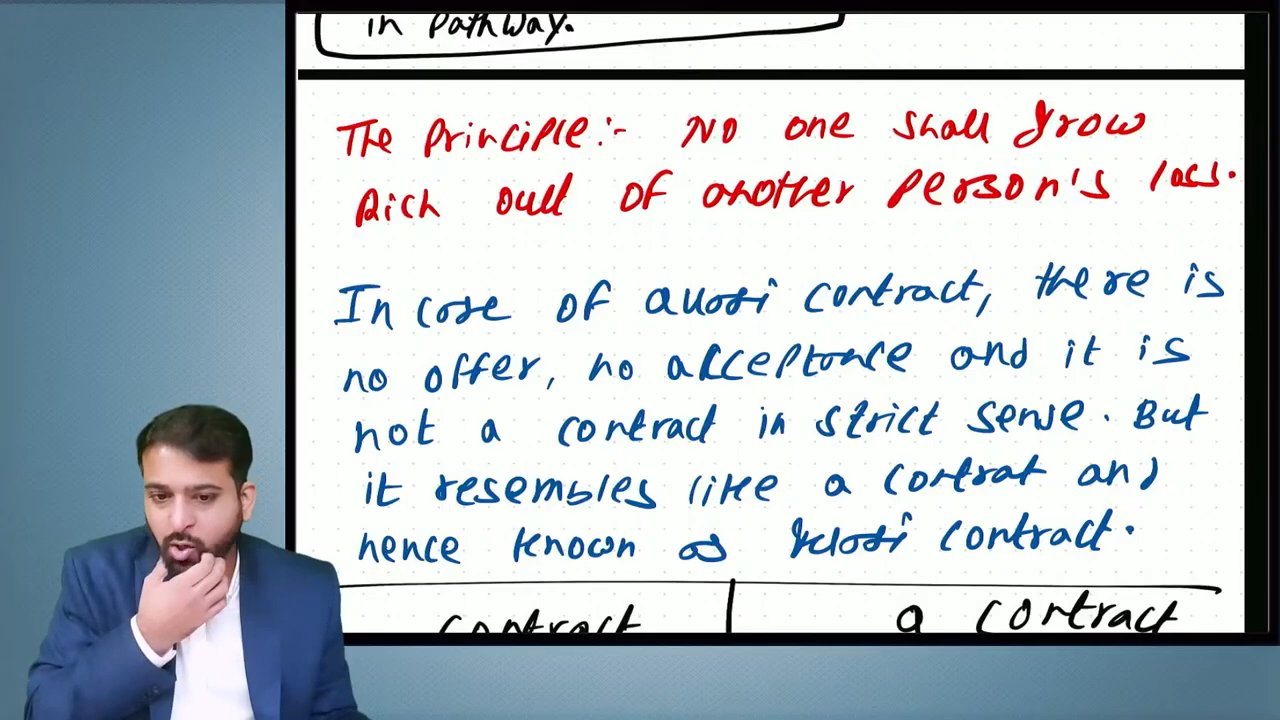 in Pathway.
The Principle:- No one shall grow
Rich out of another person's loss.
In case of Quasi contract, there is
no offer, no acceptance and it is
not a contract in strict sense. But
it resembles like a contrat and
hence known as Quasi contract.
contract
a contract